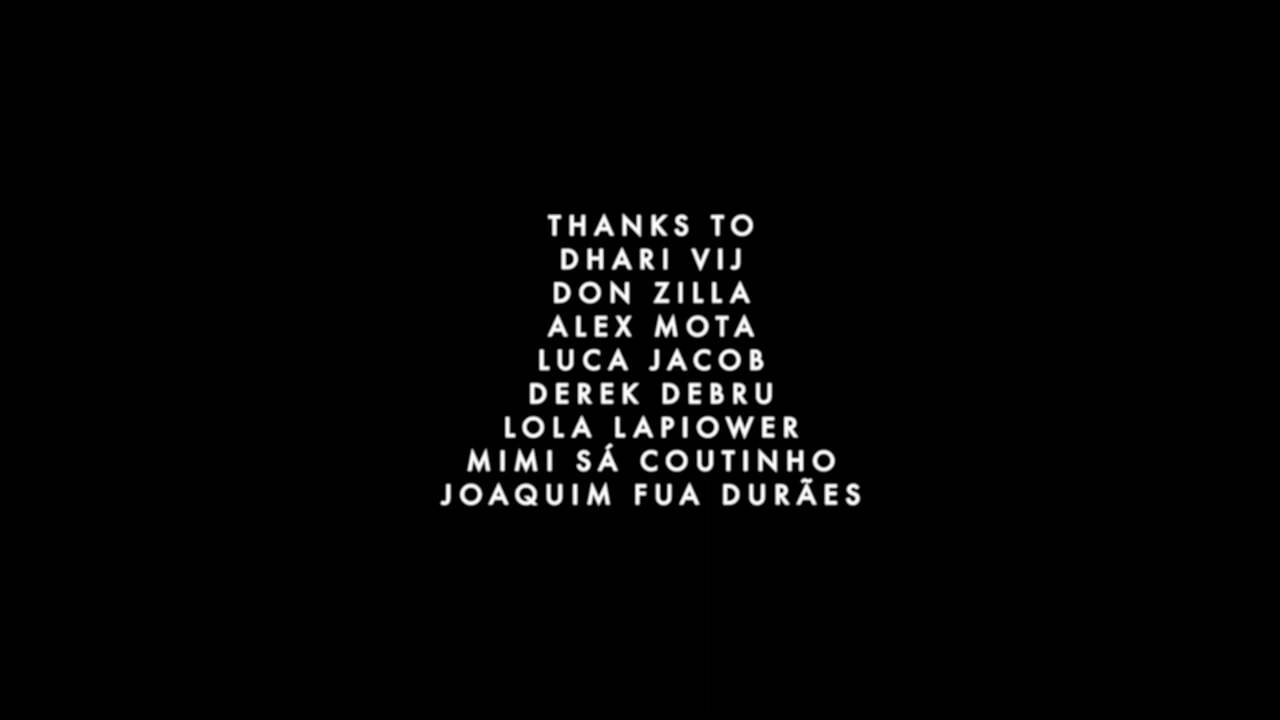 THANKS TO
DHARI VIJ
DON ZILLA
ALEX MOTA
LUCA JACOB
DEREK DEBRU
LOLA LAPIOWER
MIMI SÁ COUTINHO
JOAQUIM FUA DURÃES